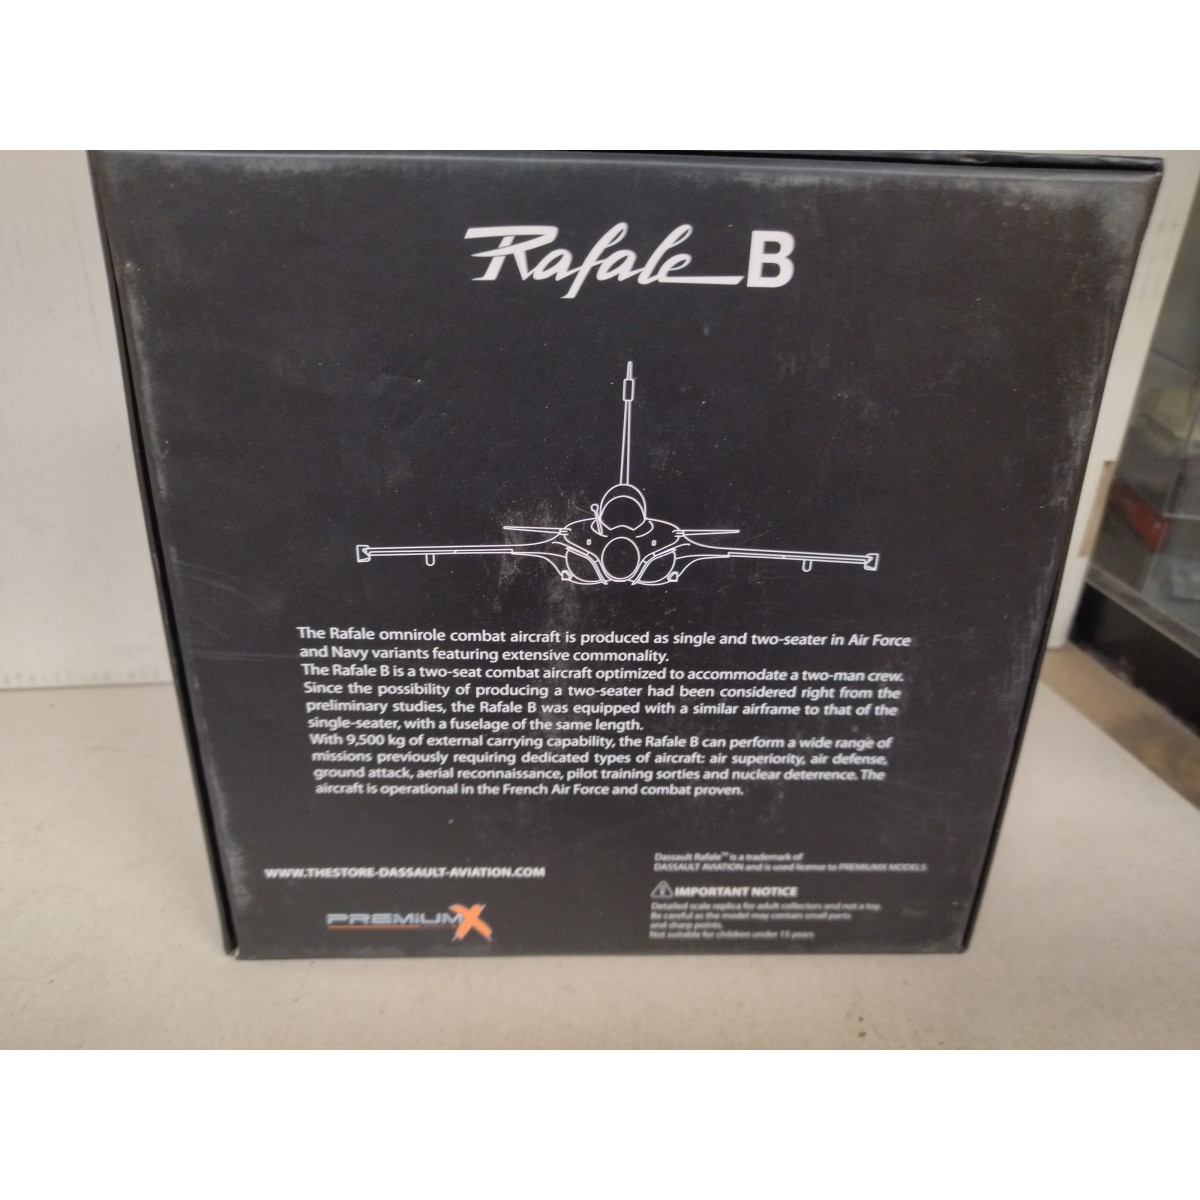 Rafale B
The Rafale omnirole combat aircraft is produced as single and two-seater in Air Force
and Navy variants featuring extensive commonality.
The Rafale B is a two-seat combat aircraft optimized to accommodate a two-man crew.
Since the possibility of producing a two-seater had been considered right from the
preliminary studies, the Rafale B was equipped with a similar airframe to that of the
single-seater, with a fuselage of the same length.
With 9,500 kg of external carrying capability, the Rafale B can perform a wide range of
missions previously requiring dedicated types of aircraft: air superiority, air defense,
ground attack, aerial reconnaissance, pilot training sorties and nuclear deterrence. The
aircraft is operational in the French Air Force and combat proven.
WWW.THESTORE-DASSAULT-AVIATION.COM
PREMIUM X
Dassault Rafale™ is a trademark of
DASSAULT AVIATION and is used license to PREMIUMX MODELS
IMPORTANT NOTICE
Detailed scale replica for adult collectors and not a toy.
Be careful as the model may contain small parts
and sharp points.
Not suitable for children under 15 years